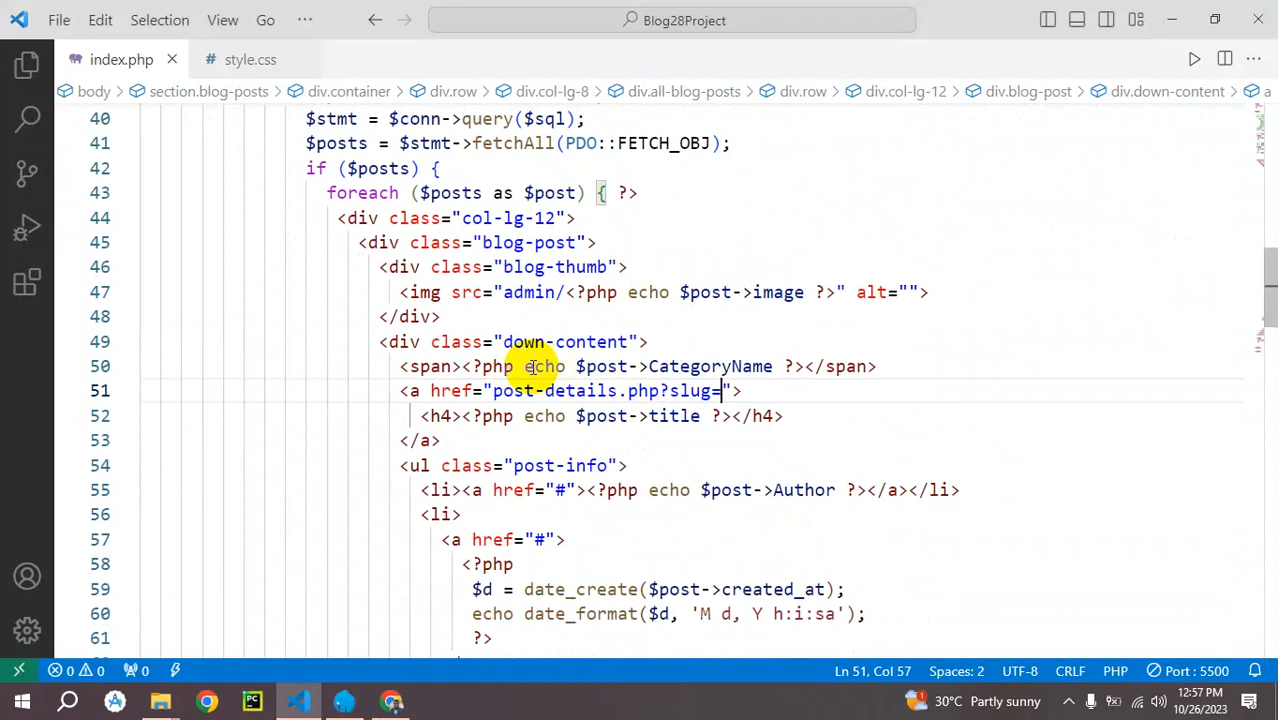 File Edit Selection View Go ··· Blog28Project
index.php style.css
body section.blog-posts div.container div.row div.col-lg-8 div.all-blog-posts div.row div.col-lg-12 div.blog-post div.down-content a
40 $stmt = $conn->query($sql);
41 $posts = $stmt->fetchAll(PDO::FETCH_OBJ);
42 if ($posts) {
43 foreach ($posts as $post) { ?>
44 <div class="col-lg-12">
45 <div class="blog-post">
46 <div class="blog-thumb">
47 <img src="admin/<?php echo $post->image ?>" alt="">
48 </div>
49 <div class="down-content">
50 <span><?php echo $post->CategoryName ?></span>
51 <a href="post-details.php?slug=">
52 <h4><?php echo $post->title ?></h4>
53 </a>
54 <ul class="post-info">
55 <li><a href="#"><?php echo $post->Author ?></a></li>
56 <li>
57 <a href="#">
58 <?php
59 $d = date_create($post->created_at);
60 echo date_format($d, 'M d, Y h:i:sa');
61 ?>
0 0 0 Ln 51, Col 57 Spaces: 2 UTF-8 CRLF PHP Port : 5500
PC 30°C Partly sunny 12:57 PM
10/26/2023